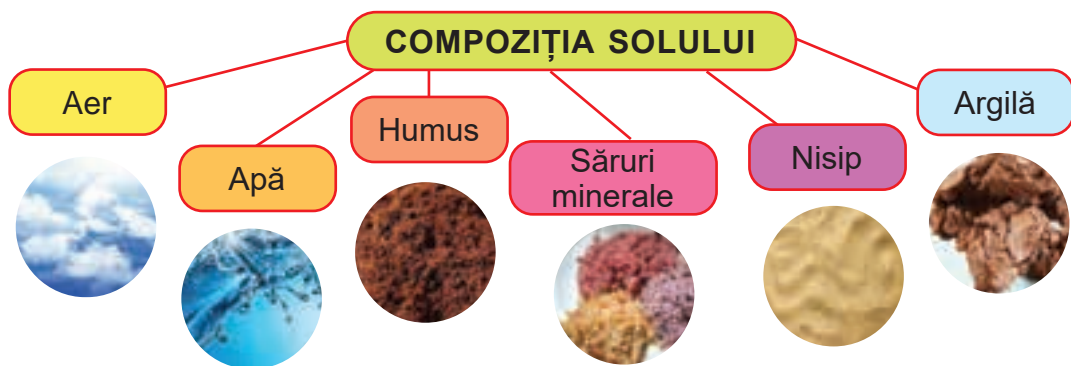 COMPOZIȚIA SOLULUI
Aer
Apă
Humus
Săruri
minerale
Nisip
Argilă